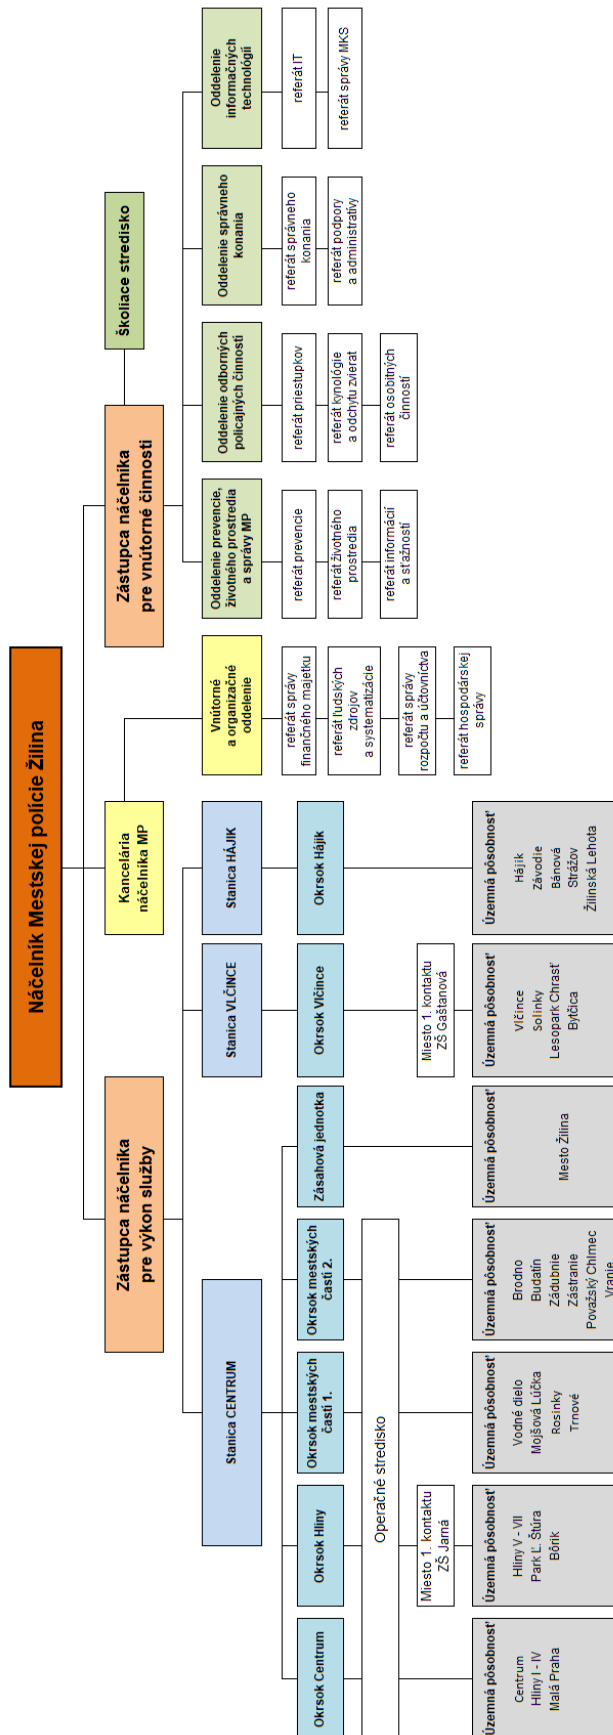 Náčelník Mestskej polície Žilina
Zástupca náčelníka
pre výkon služby
Kancelária
náčelníka MP
Zástupca náčelníka
pre vnútorné činnosti
Školiace stredisko
Stanica CENTRUM
Stanica VLČINCE
Stanica HÁJIK
Vnútorné
a organizačné
oddelenie
Oddelenie prevencie,
životného prostredia
a správy MP
Oddelenie odborných
policajných činností
Oddelenie správneho
konania
Oddelenie
informačných
technológií
Okrsok Centrum
Okrsok Hliny
Okrsok mestských
častí 1.
Okrsok mestských
častí 2.
Zásahová jednotka
Okrsok Vlčince
Okrsok Hájik
referát správy
finančného majetku
referát ľudských
zdrojov
a systematizácie
referát správy
rozpočtu a účtovníctva
referát hospodárskej
správy
referát prevencie
referát životného
prostredia
referát informácií
a sťažností
referát priestupkov
referát kynológie
a odchytu zvierat
referát osobitných
činností
referát správneho
konania
referát podpory
a administratívy
referát IT
referát správy MKS
Operačné stredisko
Miesto 1. kontaktu
ZŠ Jarná
Miesto 1. kontaktu
ZŠ Gaštanová
Územná pôsobnosť
Centrum
Hliny I - IV
Malá Praha
Územná pôsobnosť
Hliny V - VII
Park Ľ. Štúra
Bôrik
Územná pôsobnosť
Vodné dielo
Mojšová Lúčka
Rosinky
Trnové
Územná pôsobnosť
Brodno
Budatín
Zádubnie
Zástranie
Považský Chlmec
Vranie
Územná pôsobnosť
Mesto Žilina
Územná pôsobnosť
Vlčince
Solinky
Lesopark Chrasť
Bytčica
Územná pôsobnosť
Hájik
Závodie
Bánová
Strážov
Žilinská Lehota